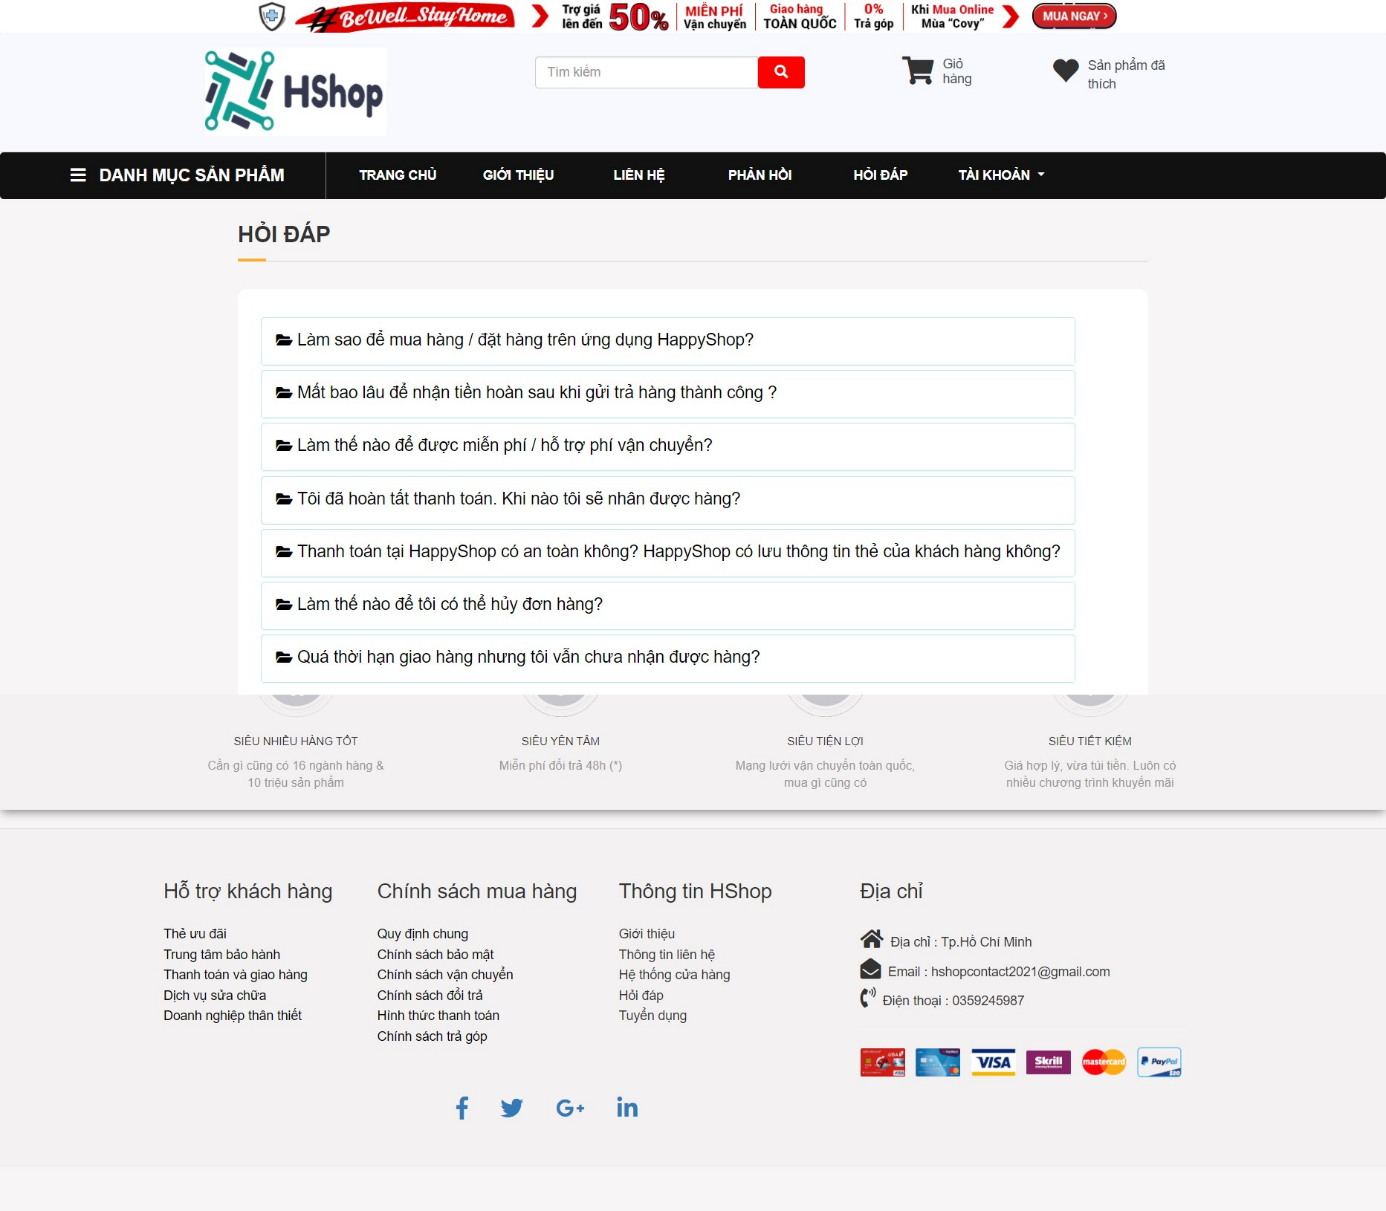 #BeWell_StayHome
Trợ giá
lên đến
50%
MIỄN PHÍ
Vận chuyển
Giao hàng
TOÀN QUỐC
0%
Trả góp
Khi Mua Online
Mùa “Covy”
MUA NGAY ›
HShop
Tìm kiếm
Giỏ
hàng
Sản phẩm đã
thích
DANH MỤC SẢN PHẨM
TRANG CHỦ
GIỚI THIỆU
LIÊN HỆ
PHẢN HỒI
HỎI ĐÁP
TÀI KHOẢN
HỎI ĐÁP
Làm sao để mua hàng / đặt hàng trên ứng dụng HappyShop?
Mất bao lâu để nhận tiền hoàn sau khi gửi trả hàng thành công ?
Làm thế nào để được miễn phí / hỗ trợ phí vận chuyển?
Tôi đã hoàn tất thanh toán. Khi nào tôi sẽ nhân được hàng?
Thanh toán tại HappyShop có an toàn không? HappyShop có lưu thông tin thẻ của khách hàng không?
Làm thế nào để tôi có thể hủy đơn hàng?
Quá thời hạn giao hàng nhưng tôi vẫn chưa nhận được hàng?
SIÊU NHIỀU HÀNG TỐT
Cần gì cũng có 16 ngành hàng &
10 triệu sản phẩm
SIÊU YÊN TÂM
Miễn phí đổi trả 48h (*)
SIÊU TIỆN LỢI
Mạng lưới vận chuyển toàn quốc,
mua gì cũng có
SIÊU TIẾT KIỆM
Giá hợp lý, vừa túi tiền. Luôn có
nhiều chương trình khuyến mãi
Hỗ trợ khách hàng
Thẻ ưu đãi
Trung tâm bảo hành
Thanh toán và giao hàng
Dịch vụ sửa chữa
Doanh nghiệp thân thiết
Chính sách mua hàng
Quy định chung
Chính sách bảo mật
Chính sách vận chuyển
Chính sách đổi trả
Hình thức thanh toán
Chính sách trả góp
Thông tin HShop
Giới thiệu
Thông tin liên hệ
Hệ thống cửa hàng
Hỏi đáp
Tuyển dụng
Địa chỉ
Địa chỉ : Tp.Hồ Chí Minh
Email : hshopcontact2021@gmail.com
Điện thoại : 0359245987
VISA
Skrill
mastercard
PayPal